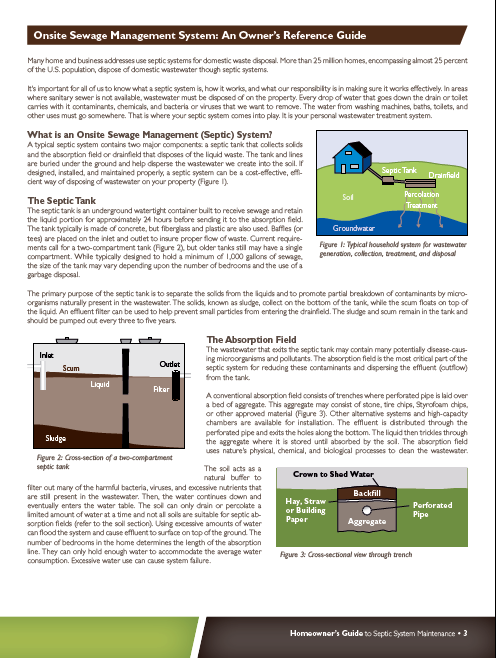 Onsite Sewage Management System: An Owner's Reference Guide
Many home and business addresses use septic systems for domestic waste disposal. More than 25 million homes, encompassing almost 25 percent
of the U.S. population, dispose of domestic wastewater though septic systems.
It's important for all of us to know what a septic system is, how it works, and what our responsibility is in making sure it works effectively. In areas
where sanitary sewer is not available, wastewater must be disposed of on the property. Every drop of water that goes down the drain or toilet
carries with it contaminants, chemicals, and bacteria or viruses that we want to remove. The water from washing machines, baths, toilets, and
other uses must go somewhere. That is where your septic system comes into play. It is your personal wastewater treatment system.
What is an Onsite Sewage Management (Septic) System?
A typical septic system contains two major components: a septic tank that collects solids
and the absorption field or drainfield that disposes of the liquid waste. The tank and lines
are buried under the ground and help disperse the wastewater we create into the soil. If
designed, installed, and maintained properly, a septic system can be a cost-effective, effi-
cient way of disposing of wastewater on your property (Figure 1).
Septic Tank
Drainfield
Soil
Percolation
Treatment
Groundwater
Figure 1: Typical household system for wastewater
generation, collection, treatment, and disposal
The Septic Tank
The septic tank is an underground watertight container built to receive sewage and retain
the liquid portion for approximately 24 hours before sending it to the absorption field.
The tank typically is made of concrete, but fiberglass and plastic are also used. Baffles (or
tees) are placed on the inlet and outlet to insure proper flow of waste. Current require-
ments call for a two-compartment tank (Figure 2), but older tanks still may have a single
compartment. While typically designed to hold a minimum of 1,000 gallons of sewage,
the size of the tank may vary depending upon the number of bedrooms and the use of a
garbage disposal.
The primary purpose of the septic tank is to separate the solids from the liquids and to promote partial breakdown of contaminants by micro-
organisms naturally present in the wastewater. The solids, known as sludge, collect on the bottom of the tank, while the scum floats on top of
the liquid. An effluent filter can be used to help prevent small particles from entering the drainfield. The sludge and scum remain in the tank and
should be pumped out every three to five years.
Inlet
Scum
Outlet
Liquid
Filter
Sludge
Figure 2: Cross-section of a two-compartment
septic tank
The Absorption Field
The wastewater that exits the septic tank may contain many potentially disease-caus-
ing microorganisms and pollutants. The absorption field is the most critical part of the
septic system for reducing these contaminants and dispersing the effluent (outflow)
from the tank.
A conventional absorption field consists of trenches where perforated pipe is laid over
a bed of aggregate. This aggregate may consist of stone, tire chips, Styrofoam chips,
or other approved material (Figure 3). Other alternative systems and high-capacity
chambers are available for installation. The effluent is distributed through the
perforated pipe and exits the holes along the bottom. The liquid then trickles through
the aggregate where it is stored until absorbed by the soil. The absorption field
uses nature's physical, chemical, and biological processes to clean the wastewater.
The soil acts as a
natural buffer to
filter out many of the harmful bacteria, viruses, and excessive nutrients that
are still present in the wastewater. Then, the water continues down and
eventually enters the water table. The soil can only drain or percolate a
limited amount of water at a time and not all soils are suitable for septic ab-
sorption fields (refer to the soil section). Using excessive amounts of water
can flood the system and cause effluent to surface on top of the ground. The
number of bedrooms in the home determines the length of the absorption
line. They can only hold enough water to accommodate the average water
consumption. Excessive water use can cause system failure.
Crown to Shed Water
Backfill
Hay, Straw
or Building
Paper
Perforated
Pipe
Aggregate
Figure 3: Cross-sectional view through trench
Homeowner's Guide to Septic System Maintenance • 3